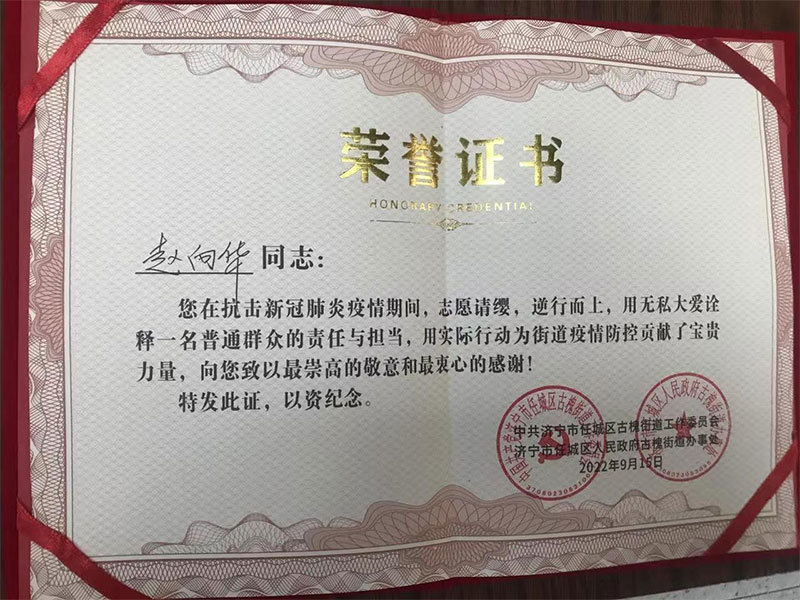 荣誉证书
HONORARY CREDENTIAL
赵向华 同志：
您在抗击新冠肺炎疫情期间，志愿请缨，逆行而上，用无私大爱诠
释一名普通群众的责任与担当，用实际行动为街道疫情防控贡献了宝贵
力量，向您致以最崇高的敬意和最衷心的感谢！
特发此证，以资纪念。
中共济宁市任城区古槐街道工作委员会
济宁市任城区人民政府古槐街道办事处
2022年9月15日